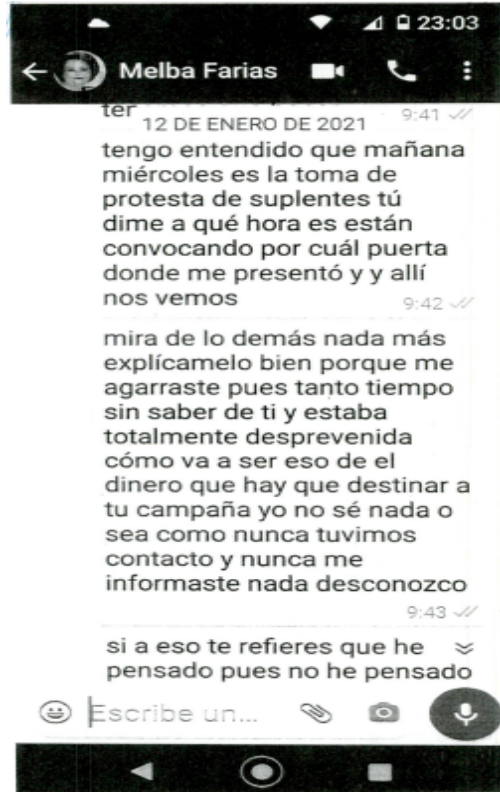 23:03
Melba Farias
ter
9:41
12 DE ENERO DE 2021
tengo entendido que mañana
miércoles es la toma de
protesta de suplentes tú
dime a qué hora es están
convocando por cuál puerta
donde me presentó y y allí
nos vemos
9:42
mira de lo demás nada más
explícamelo bien porque me
agarraste pues tanto tiempo
sin saber de ti y estaba
totalmente desprevenida
cómo va a ser eso de el
dinero que hay que destinar a
tu campaña yo no sé nada o
sea como nunca tuvimos
contacto y nunca me
informaste nada desconozco
9:43
si a eso te refieres que he
pensado pues no he pensado
Escribe un...